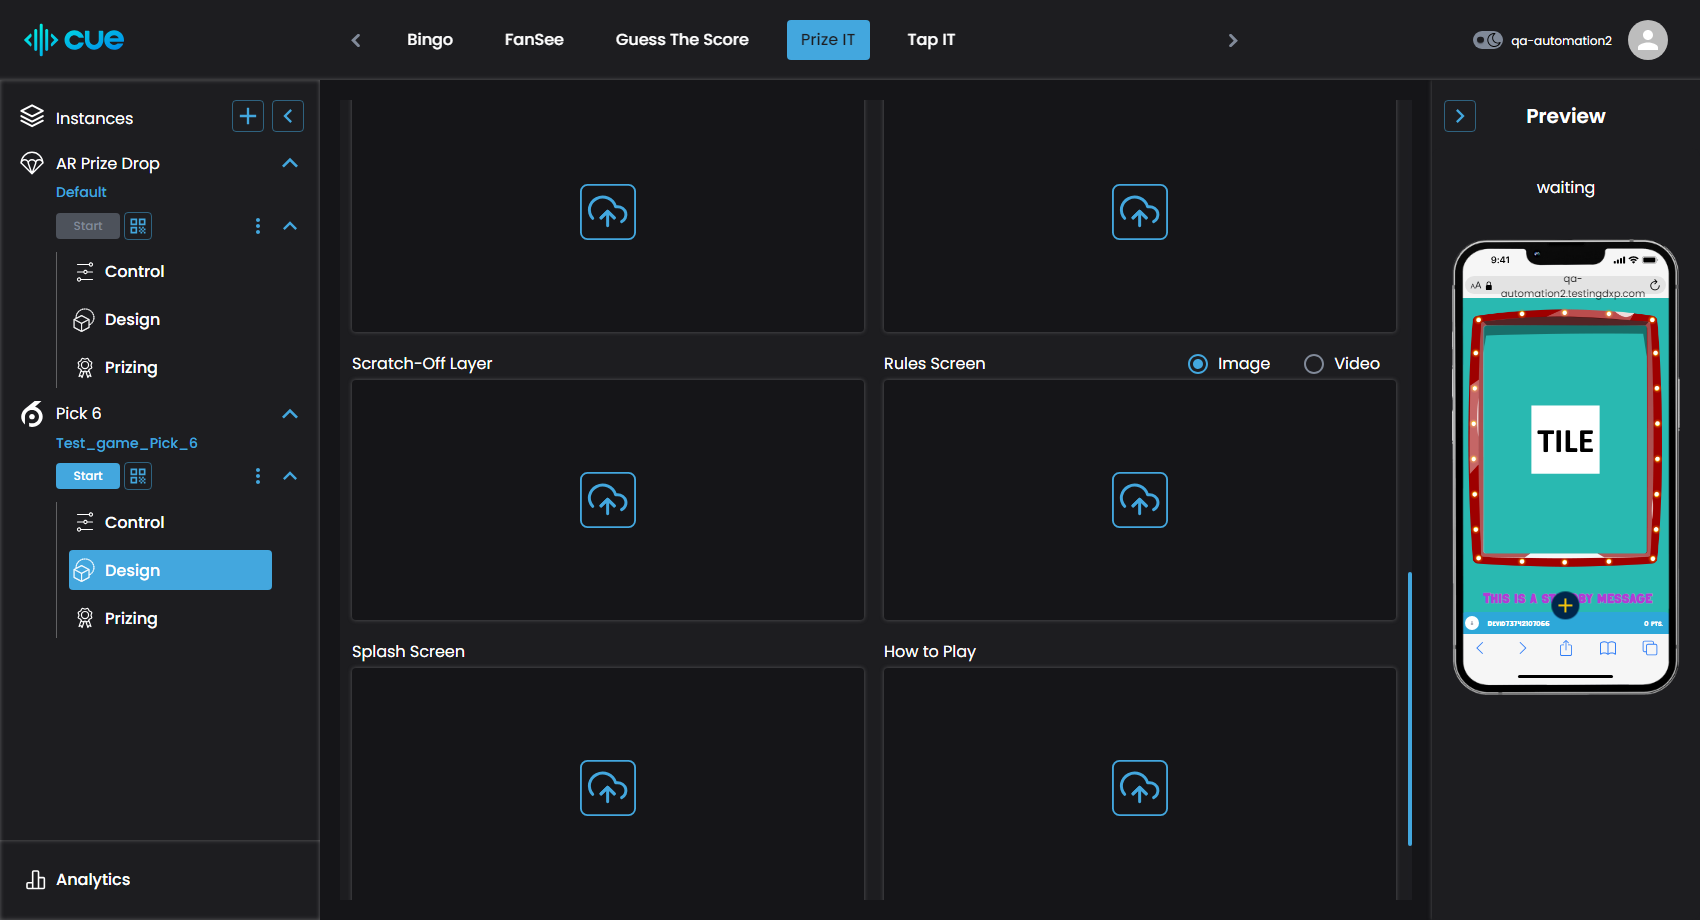 cue
Bingo
FanSee
Guess The Score
Prize IT
Tap IT
qa-automation2
Instances
AR Prize Drop
Default
Start
Control
Design
Prizing
Pick 6
Test_game_Pick_6
Start
Control
Design
Prizing
Analytics
Scratch-Off Layer
Rules Screen
Image
Video
Splash Screen
How to Play
Preview
waiting
9:41
AA
qa-
automation2.testingdxp.com
TILE
THIS IS A ST BY MESSAGE
DEVID73742107066
0 PTS.